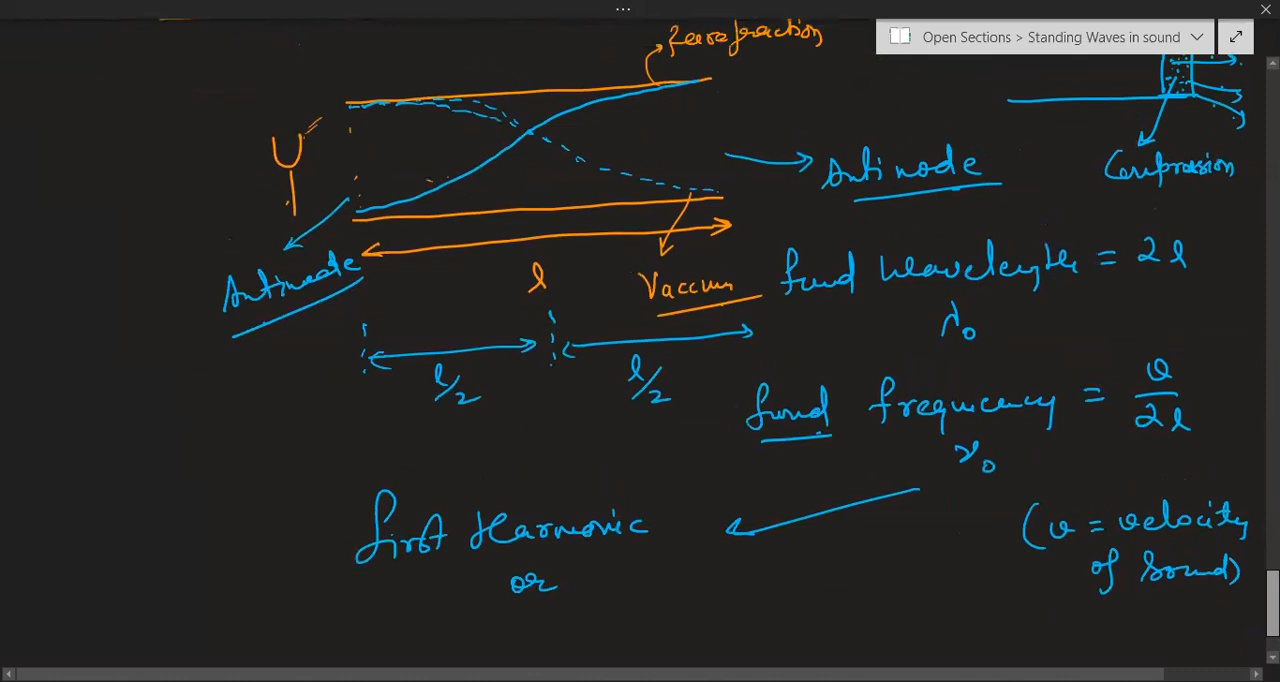 Open Sections > Standing Waves in sound
Rarefraction
Antinode
Compression
Antinode
l
Vaccum
fund wavelength = 2l
λ₀
l/2
l/2
fund frequency = v/2l
ν₀
first Harmonic
or
(v = velocity
of sound)